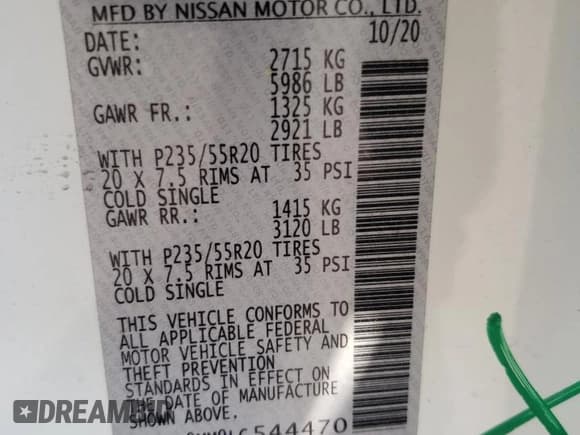 MFD BY NISSAN MOTOR CO., LTD.
DATE: 10/20
GVWR: 2715 KG
5986 LB
GAWR FR.: 1325 KG
2921 LB
WITH P235/55R20 TIRES
20 X 7.5 RIMS AT 35 PSI
COLD SINGLE
GAWR RR.: 1415 KG
3120 LB
WITH P235/55R20 TIRES
20 X 7.5 RIMS AT 35 PSI
COLD SINGLE
THIS VEHICLE CONFORMS TO
ALL APPLICABLE FEDERAL
MOTOR VEHICLE SAFETY AND
THEFT PREVENTION
STANDARDS IN EFFECT ON
THE DATE OF MANUFACTURE
SHOWN ABOVE.
544470